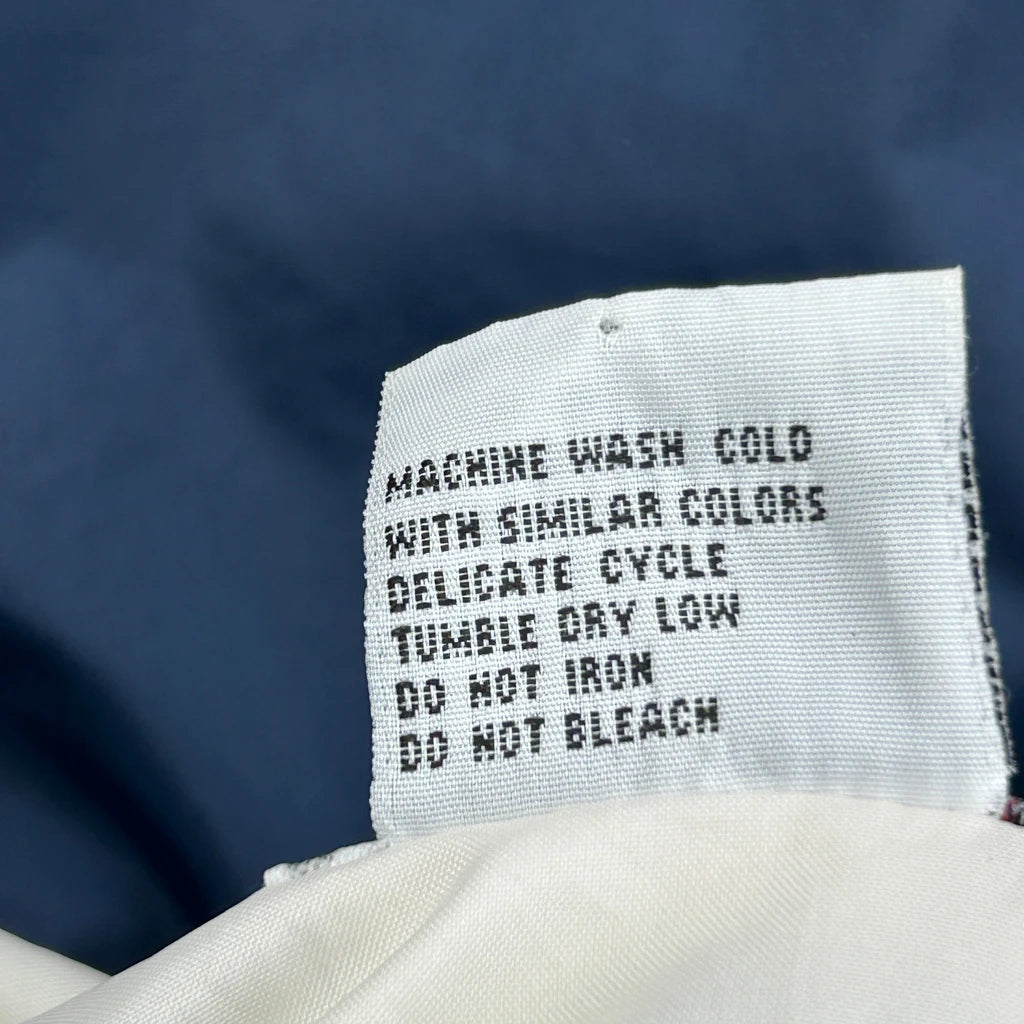 MACHINE WASH COLD
WITH SIMILAR COLORS
DELICATE CYCLE
TUMBLE DRY LOW
DO NOT IRON
DO NOT BLEACH